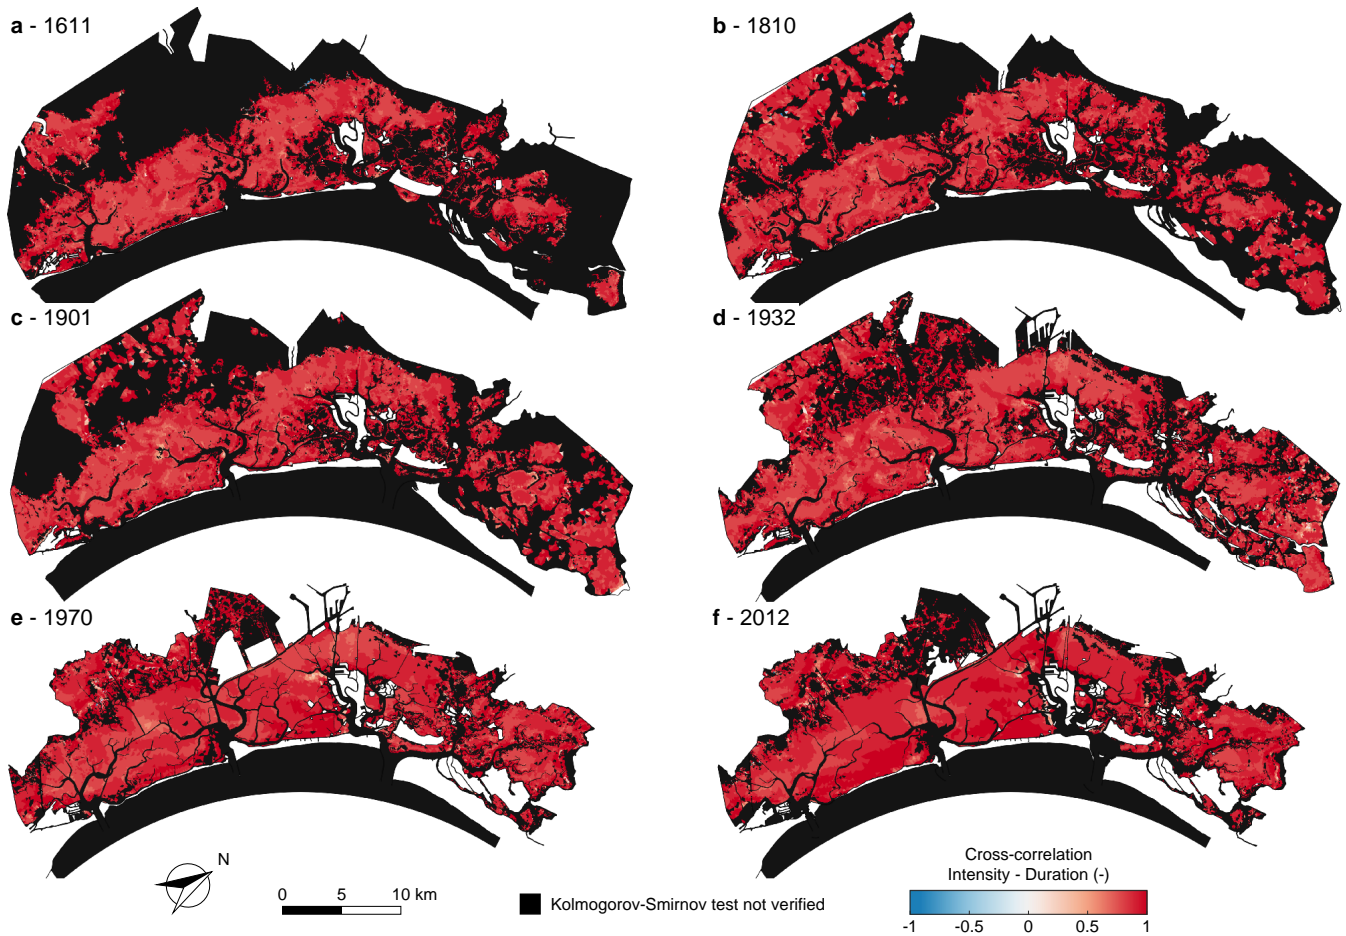 a - 1611
b - 1810
c - 1901
d - 1932
e - 1970
f - 2012
N
0 5 10 km
Kolmogorov-Smirnov test not verified
Cross-correlation
Intensity - Duration (-)
-1 -0.5 0 0.5 1